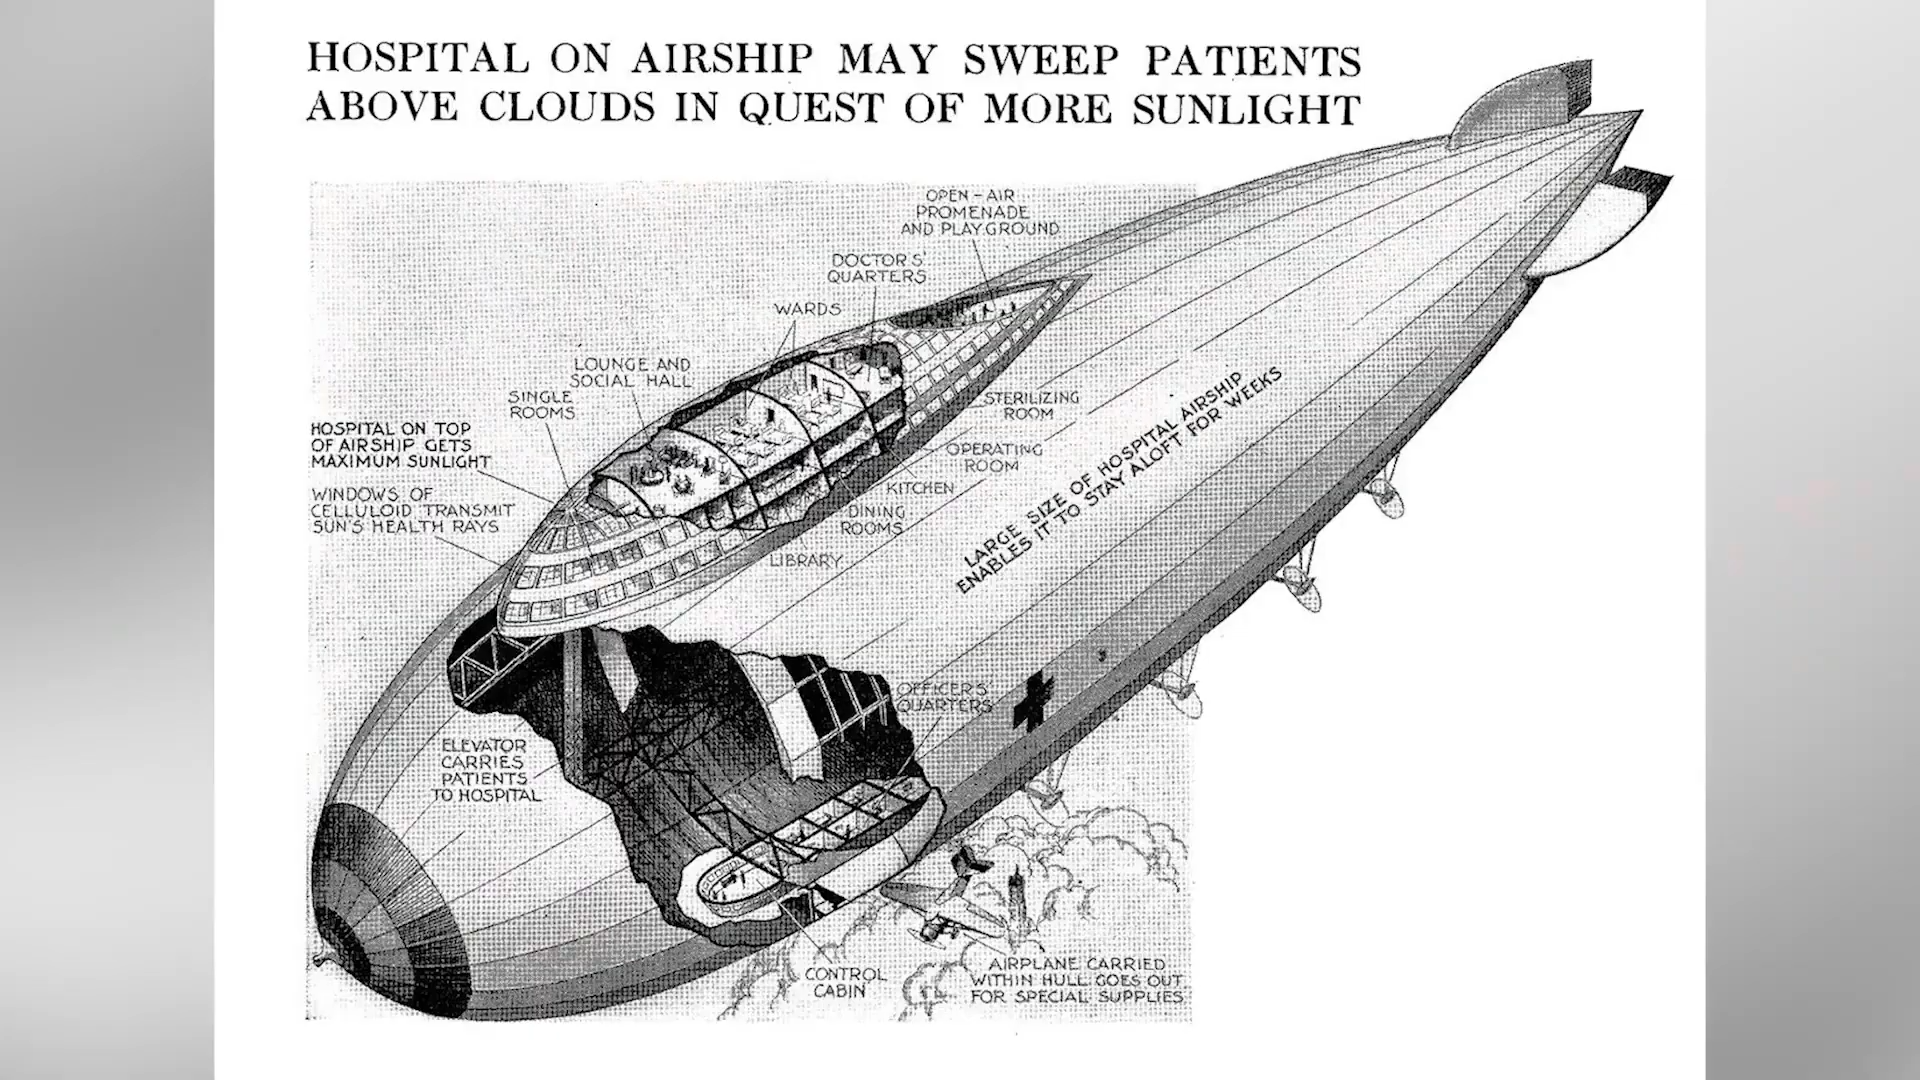 HOSPITAL ON AIRSHIP MAY SWEEP PATIENTS
ABOVE CLOUDS IN QUEST OF MORE SUNLIGHT
OPEN-AIR
PROMENADE
AND PLAYGROUND
DOCTORS'
QUARTERS
WARDS
LOUNGE AND
SOCIAL HALL
SINGLE
ROOMS
HOSPITAL ON TOP
OF AIRSHIP GETS
MAXIMUM SUNLIGHT
WINDOWS OF
CELLULOID TRANSMIT
SUN'S HEALTH RAYS
STERILIZING
ROOM
OPERATING
ROOM
KITCHEN
DINING
ROOMS
LIBRARY
LARGE SIZE OF HOSPITAL AIRSHIP
ENABLES IT TO STAY ALOFT FOR WEEKS
OFFICERS'
QUARTERS
ELEVATOR
CARRIES
PATIENTS
TO HOSPITAL
CONTROL
CABIN
AIRPLANE CARRIED
WITHIN HULL GOES OUT
FOR SPECIAL SUPPLIES